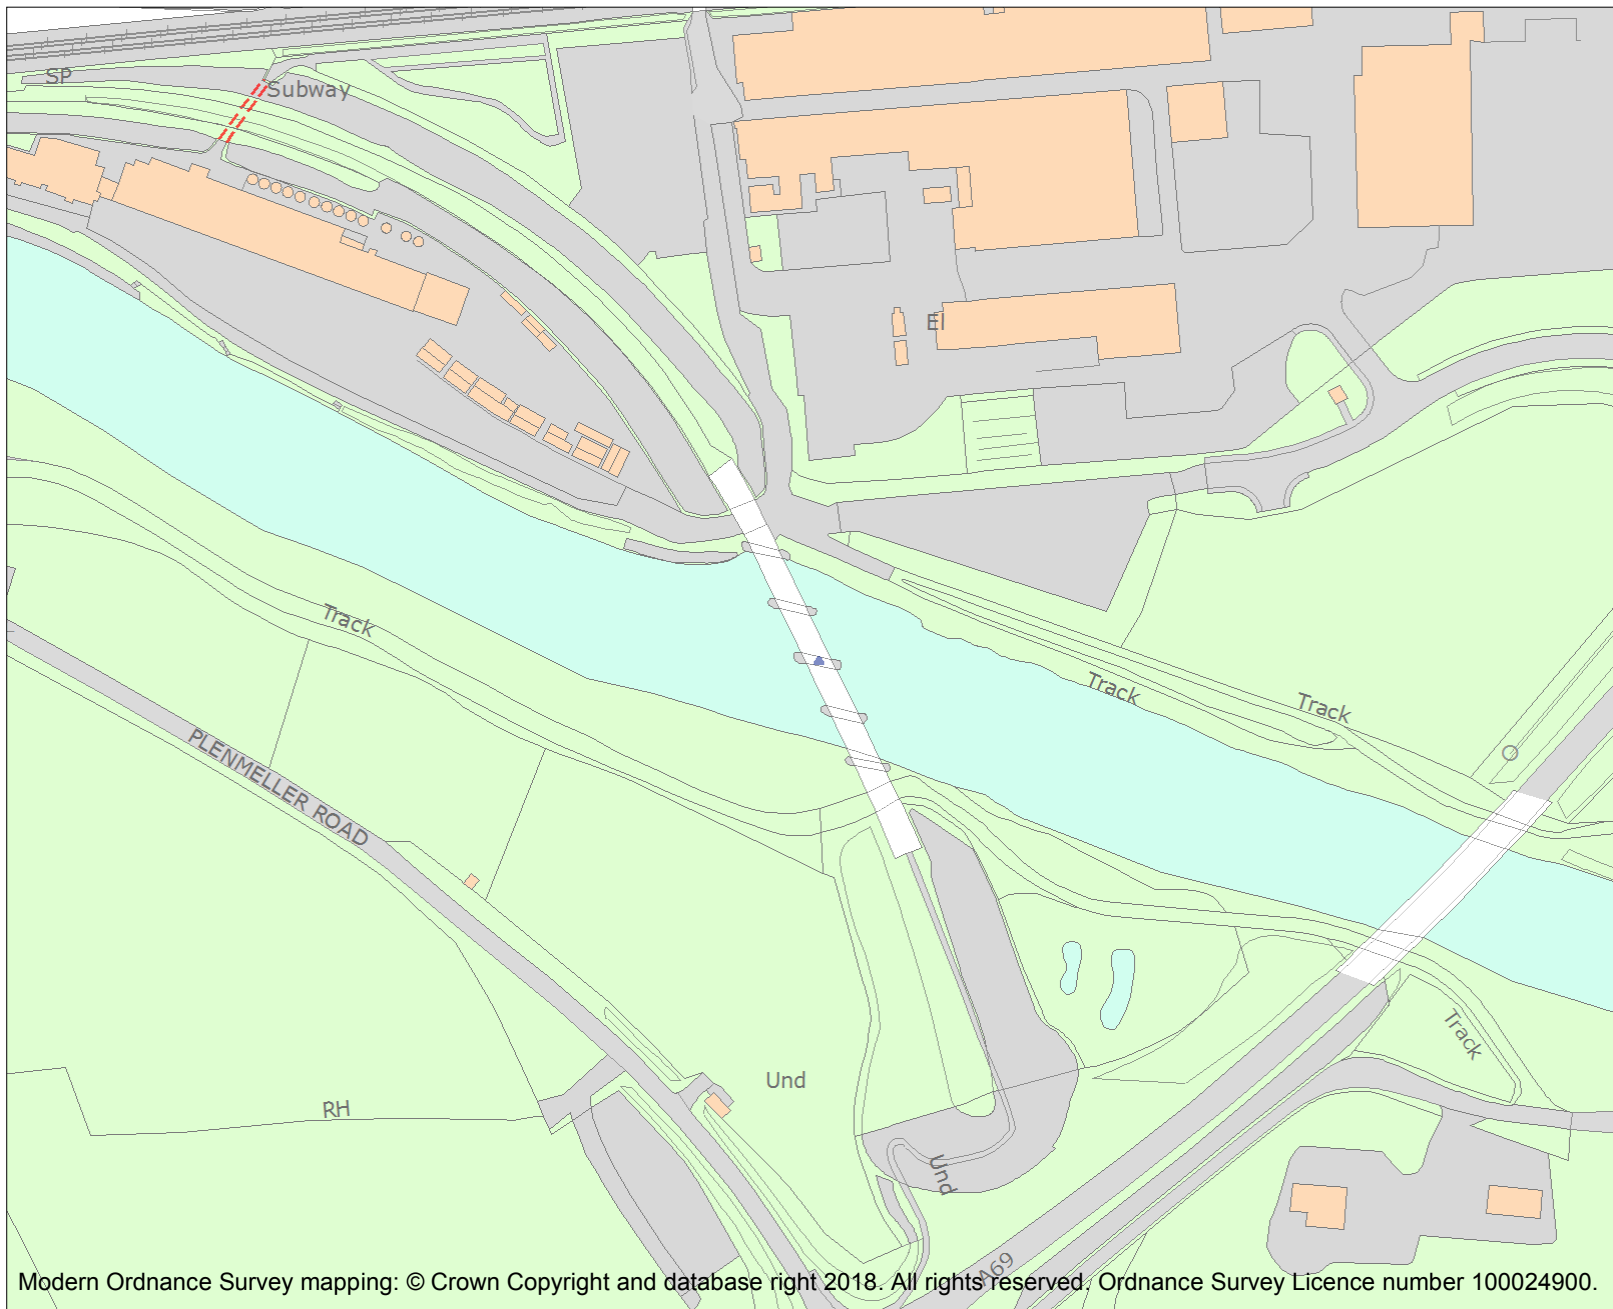 SP
Subway
El
Track
Track
Track
PLENMELLER ROAD
Track
Und
RH
Und
A69
Modern Ordnance Survey mapping: © Crown Copyright and database right 2018. All rights reserved. Ordnance Survey Licence number 100024900.